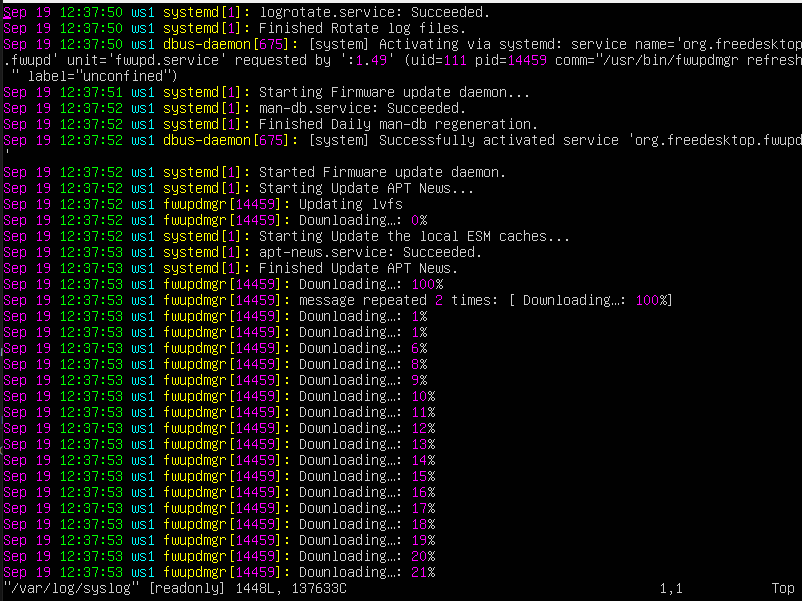 Sep 19 12:37:50 ws1 systemd[1]: logrotate.service: Succeeded.
Sep 19 12:37:50 ws1 systemd[1]: Finished Rotate log files.
Sep 19 12:37:50 ws1 dbus-daemon[675]: [system] Activating via systemd: service name='org.freedesktop
.fwupd' unit='fwupd.service' requested by ':1.49' (uid=111 pid=14459 comm="/usr/bin/fwupdmgr refresh
" label="unconfined")
Sep 19 12:37:51 ws1 systemd[1]: Starting Firmware update daemon...
Sep 19 12:37:52 ws1 systemd[1]: man-db.service: Succeeded.
Sep 19 12:37:52 ws1 systemd[1]: Finished Daily man-db regeneration.
Sep 19 12:37:52 ws1 dbus-daemon[675]: [system] Successfully activated service 'org.freedesktop.fwupd
'
Sep 19 12:37:52 ws1 systemd[1]: Started Firmware update daemon.
Sep 19 12:37:52 ws1 systemd[1]: Starting Update APT News...
Sep 19 12:37:52 ws1 fwupdmgr[14459]: Updating lvfs
Sep 19 12:37:52 ws1 fwupdmgr[14459]: Downloading…: 0%
Sep 19 12:37:52 ws1 systemd[1]: Starting Update the local ESM caches...
Sep 19 12:37:53 ws1 systemd[1]: apt-news.service: Succeeded.
Sep 19 12:37:53 ws1 systemd[1]: Finished Update APT News.
Sep 19 12:37:53 ws1 fwupdmgr[14459]: Downloading…: 100%
Sep 19 12:37:53 ws1 fwupdmgr[14459]: message repeated 2 times: [ Downloading…: 100%]
Sep 19 12:37:53 ws1 fwupdmgr[14459]: Downloading…: 1%
Sep 19 12:37:53 ws1 fwupdmgr[14459]: Downloading…: 1%
Sep 19 12:37:53 ws1 fwupdmgr[14459]: Downloading…: 6%
Sep 19 12:37:53 ws1 fwupdmgr[14459]: Downloading…: 8%
Sep 19 12:37:53 ws1 fwupdmgr[14459]: Downloading…: 9%
Sep 19 12:37:53 ws1 fwupdmgr[14459]: Downloading…: 10%
Sep 19 12:37:53 ws1 fwupdmgr[14459]: Downloading…: 11%
Sep 19 12:37:53 ws1 fwupdmgr[14459]: Downloading…: 12%
Sep 19 12:37:53 ws1 fwupdmgr[14459]: Downloading…: 13%
Sep 19 12:37:53 ws1 fwupdmgr[14459]: Downloading…: 14%
Sep 19 12:37:53 ws1 fwupdmgr[14459]: Downloading…: 15%
Sep 19 12:37:53 ws1 fwupdmgr[14459]: Downloading…: 16%
Sep 19 12:37:53 ws1 fwupdmgr[14459]: Downloading…: 17%
Sep 19 12:37:53 ws1 fwupdmgr[14459]: Downloading…: 18%
Sep 19 12:37:53 ws1 fwupdmgr[14459]: Downloading…: 19%
Sep 19 12:37:53 ws1 fwupdmgr[14459]: Downloading…: 20%
Sep 19 12:37:53 ws1 fwupdmgr[14459]: Downloading…: 21%
"/var/log/syslog" [readonly] 1448L, 137633C 1,1 Top